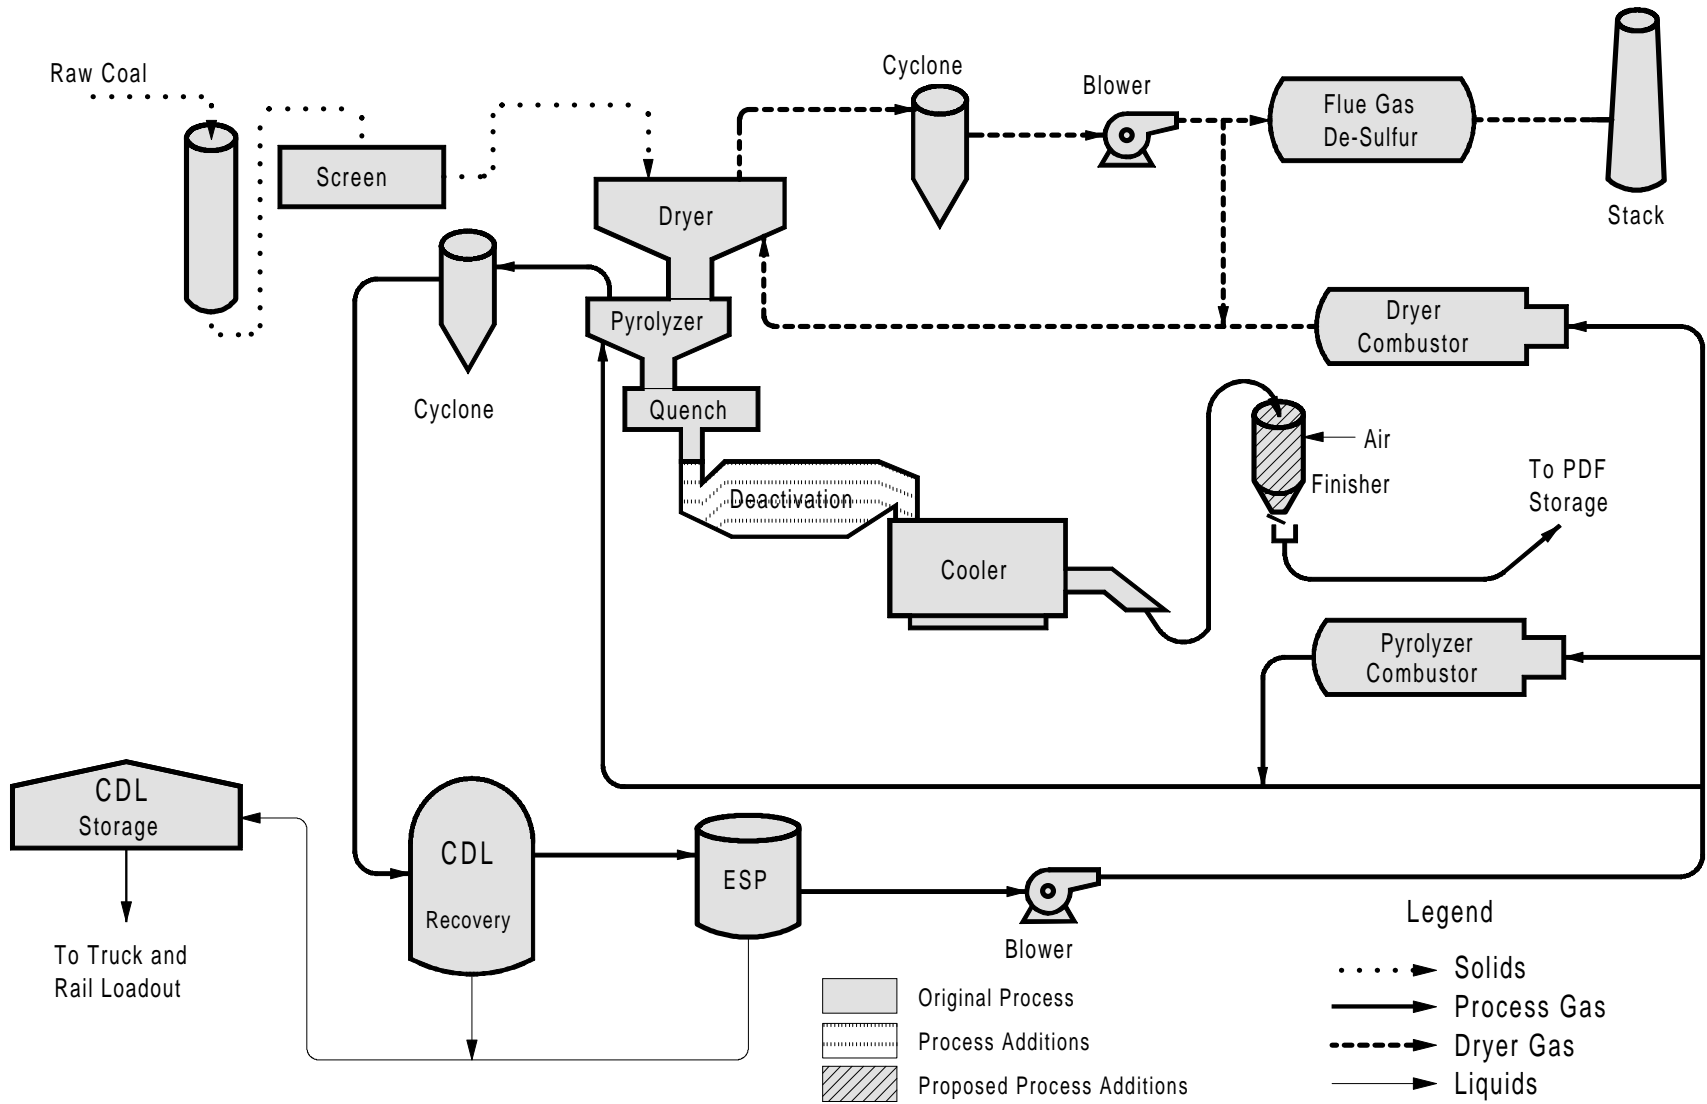 Raw Coal
Cyclone
Blower
Flue Gas
De-Sulfur
Screen
Dryer
Stack
Pyrolyzer
Dryer
Combustor
Cyclone
Quench
Air
Finisher
Deactivation
To PDF
Storage
Cooler
Pyrolyzer
Combustor
CDL
Storage
CDL
Recovery
ESP
Blower
To Truck and
Rail Loadout
Original Process
Process Additions
Proposed Process Additions
Legend
Solids
Process Gas
Dryer Gas
Liquids